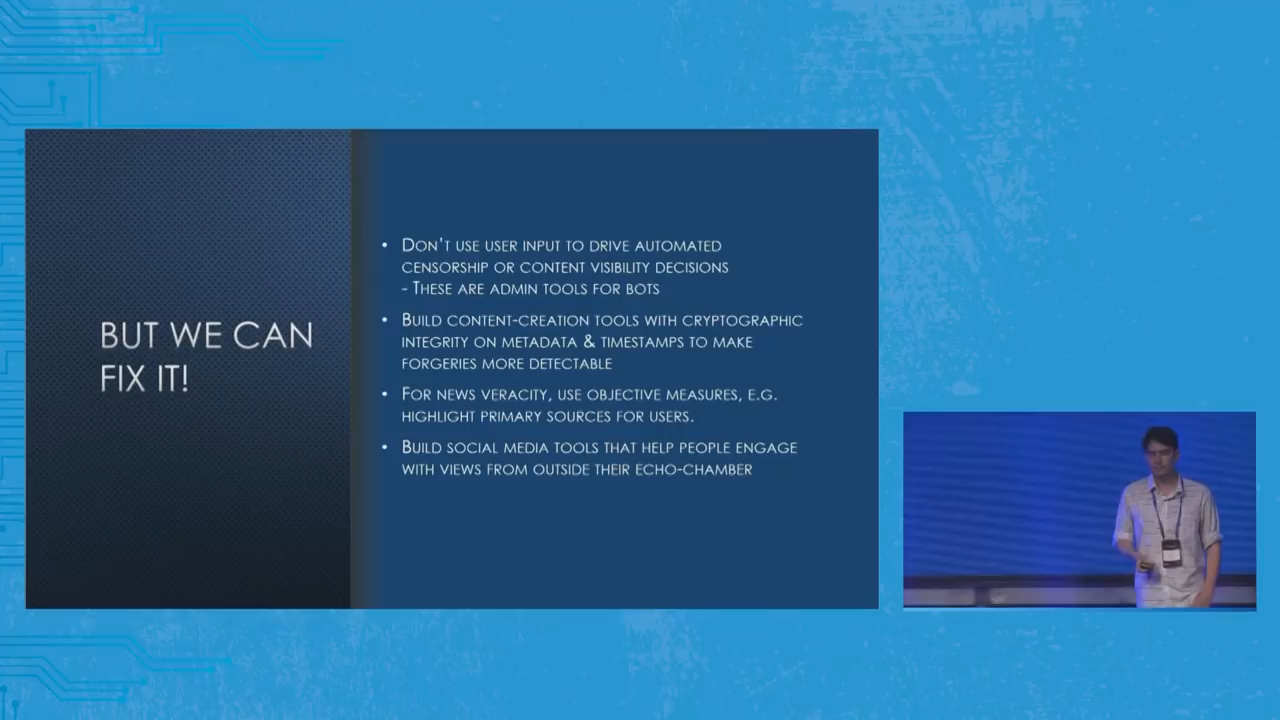 BUT WE CAN
FIX IT!
• DON'T USE USER INPUT TO DRIVE AUTOMATED
CENSORSHIP OR CONTENT VISIBILITY DECISIONS
- THESE ARE ADMIN TOOLS FOR BOTS
• BUILD CONTENT-CREATION TOOLS WITH CRYPTOGRAPHIC
INTEGRITY ON METADATA & TIMESTAMPS TO MAKE
FORGERIES MORE DETECTABLE
• FOR NEWS VERACITY, USE OBJECTIVE MEASURES, E.G.
HIGHLIGHT PRIMARY SOURCES FOR USERS.
• BUILD SOCIAL MEDIA TOOLS THAT HELP PEOPLE ENGAGE
WITH VIEWS FROM OUTSIDE THEIR ECHO-CHAMBER